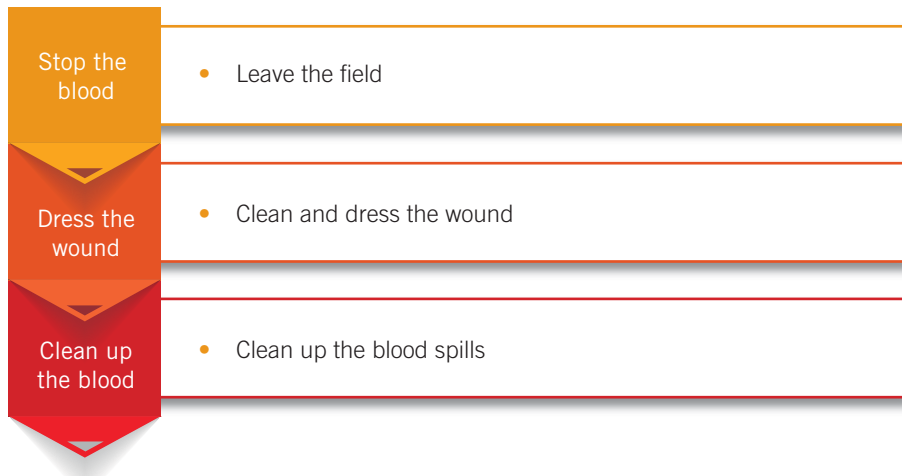 Stop the
blood
• Leave the field
Dress the
wound
• Clean and dress the wound
Clean up
the blood
• Clean up the blood spills